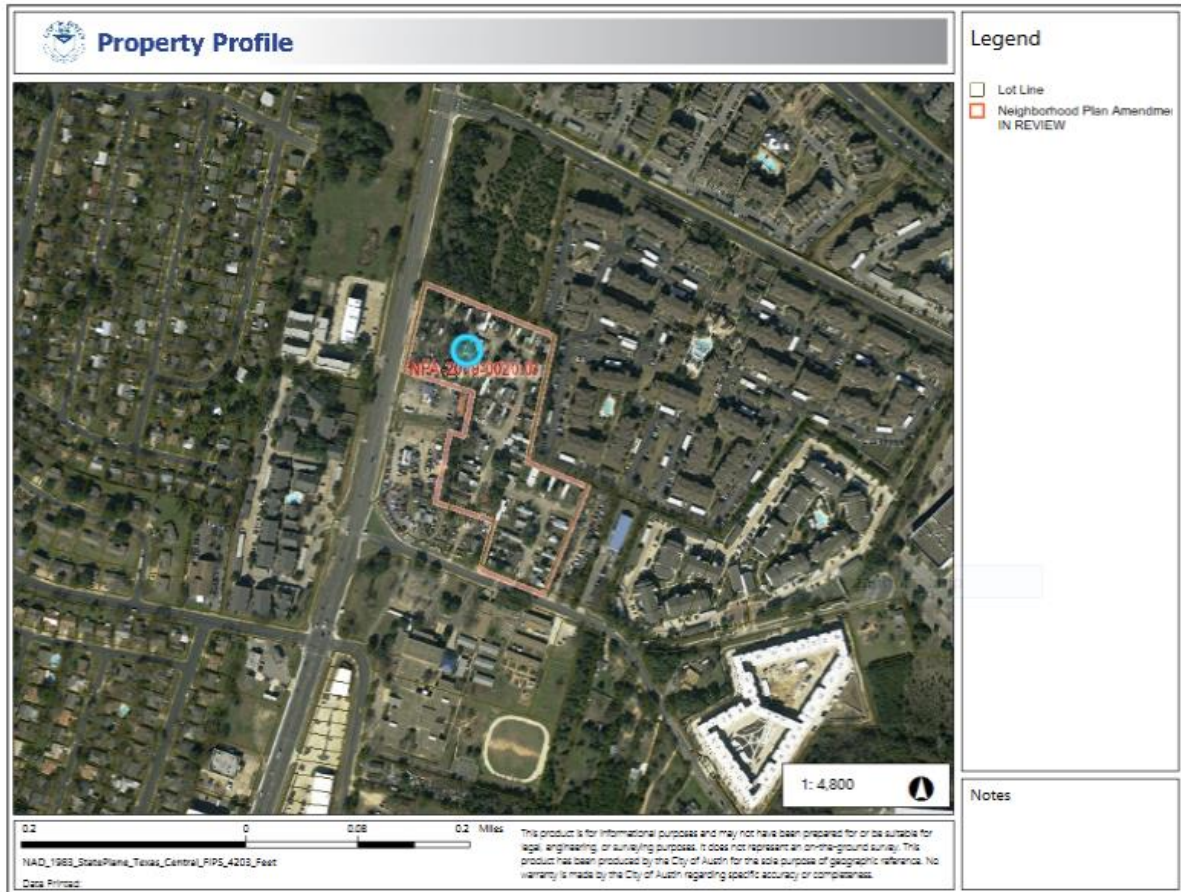 Property Profile
Legend
Lot Line
Neighborhood Plan Amendme
IN REVIEW
1: 4,800
Notes
0.2 0 0.08 0.2 Miles
NAD_1983_StatePlane_Texas_Central_FIPS_4203_Feet
Date Printed:
This product is for informational purposes and may not have been prepared for or be suitable for
legal, engineering, or surveying purposes. It does not represent an on-the-ground survey. This
product has been produced by the City of Austin for the sole purpose of geographic reference. No
warranty is made by the City of Austin regarding specific accuracy or completeness.